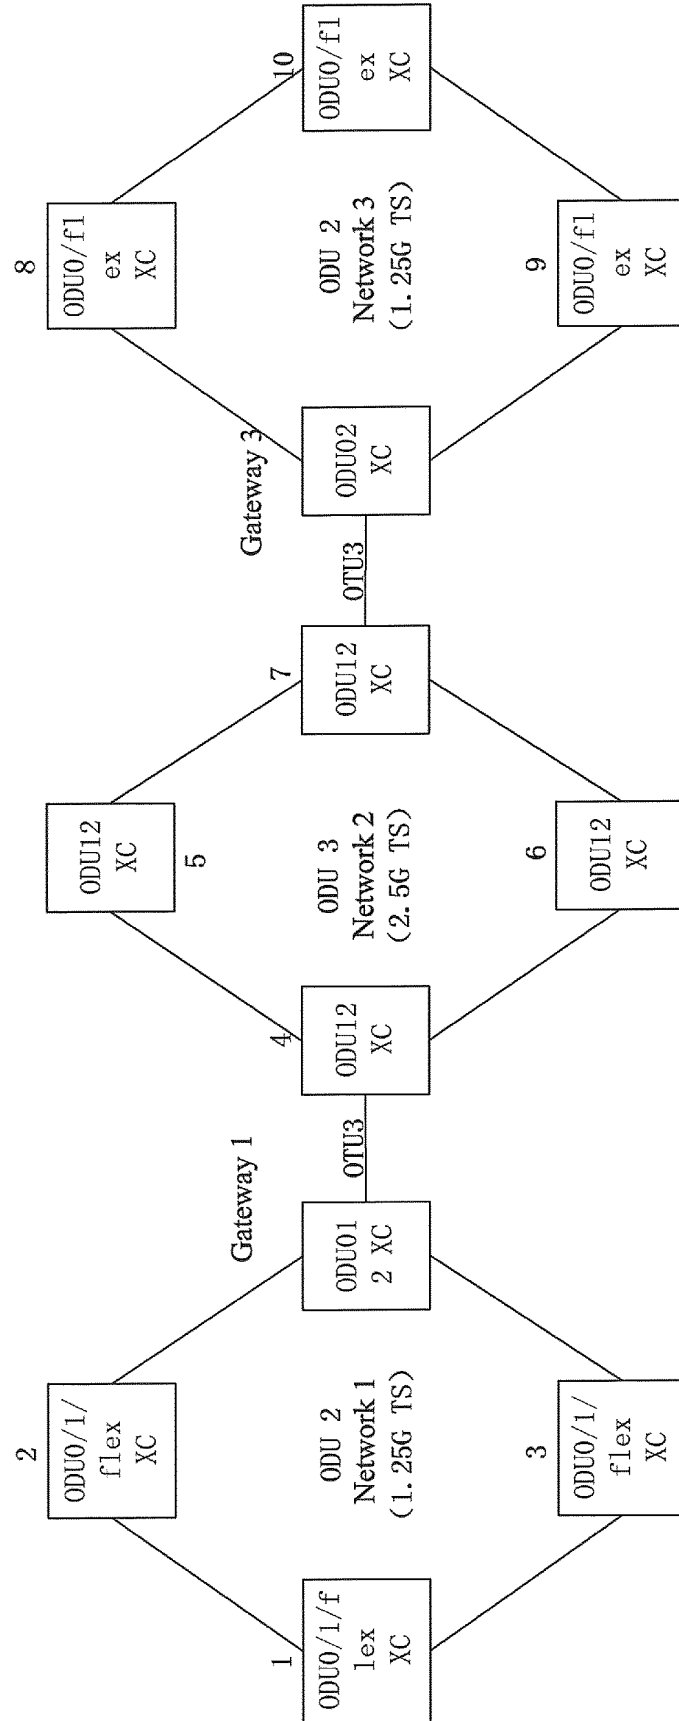 1
ODU0/1/f
lex
XC
2
ODU0/1/
flex
XC
ODU 2
Network 1
(1.25G TS)
3
ODU0/1/
flex
XC
Gateway 1
ODU01
2 XC
OTU3
4
ODU12
XC
ODU12
XC
5
ODU 3
Network 2
(2.5G TS)
6
ODU12
XC
7
ODU12
XC
OTU3
Gateway 3
ODU02
XC
8
ODU0/fl
ex
XC
ODU 2
Network 3
(1.25G TS)
9
ODU0/fl
ex
XC
10
ODU0/fl
ex
XC